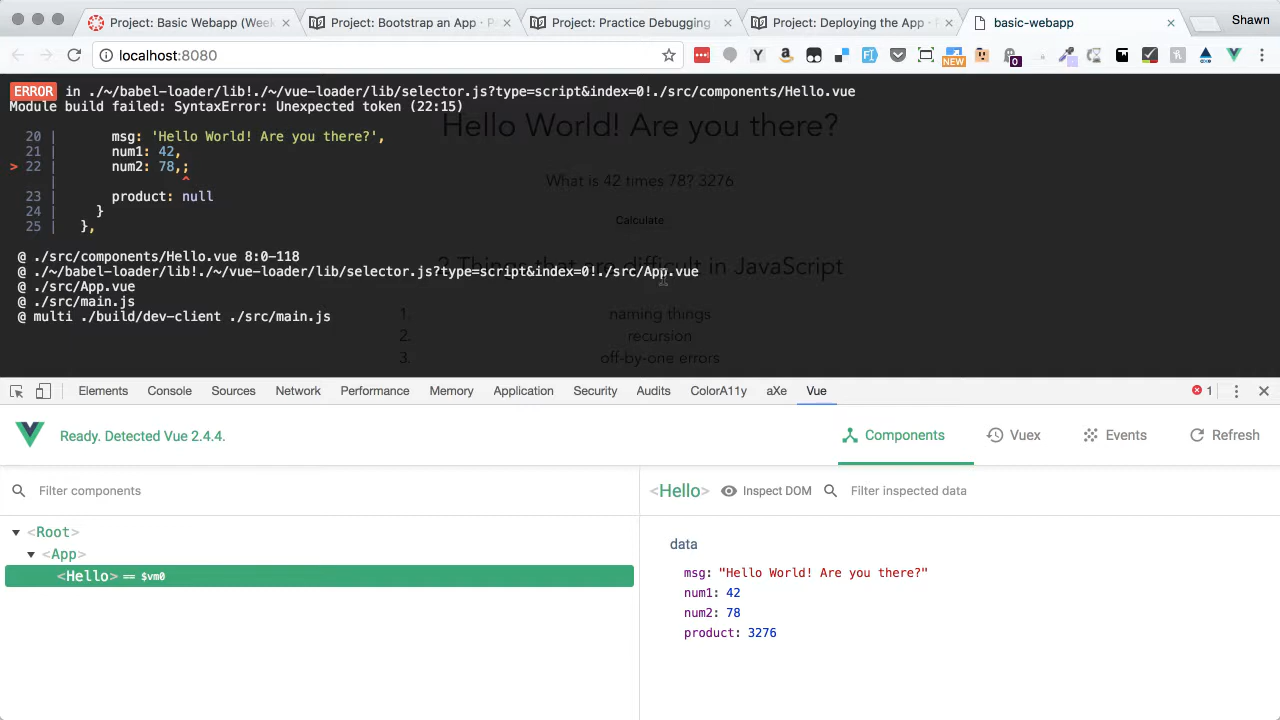 Project: Basic Webapp (Week
Project: Bootstrap an App · P
Project: Practice Debugging
Project: Deploying the App · P
basic-webapp
Shawn
localhost:8080
NEW
0
ERROR in ./~/babel-loader/lib!./~/vue-loader/lib/selector.js?type=script&index=0!./src/components/Hello.vue
Module build failed: SyntaxError: Unexpected token (22:15)
20 | msg: 'Hello World! Are you there?',
21 | num1: 42,
> 22 | num2: 78,;
| ^
23 | product: null
24 | }
25 | },
@ ./src/components/Hello.vue 8:0-118
@ ./~/babel-loader/lib!./~/vue-loader/lib/selector.js?type=script&index=0!./src/App.vue
@ ./src/App.vue
@ ./src/main.js
@ multi ./build/dev-client ./src/main.js
Hello World! Are you there?
What is 42 times 78? 3276
Calculate
3 Things that are difficult in JavaScript
1. naming things
2. recursion
3. off-by-one errors
Elements Console Sources Network Performance Memory Application Security Audits ColorA11y aXe Vue 1
Ready. Detected Vue 2.4.4.
Components Vuex Events Refresh
Filter components
<Hello> Inspect DOM Filter inspected data
<Root>
<App>
<Hello> == $vm0
data
msg: "Hello World! Are you there?"
num1: 42
num2: 78
product: 3276